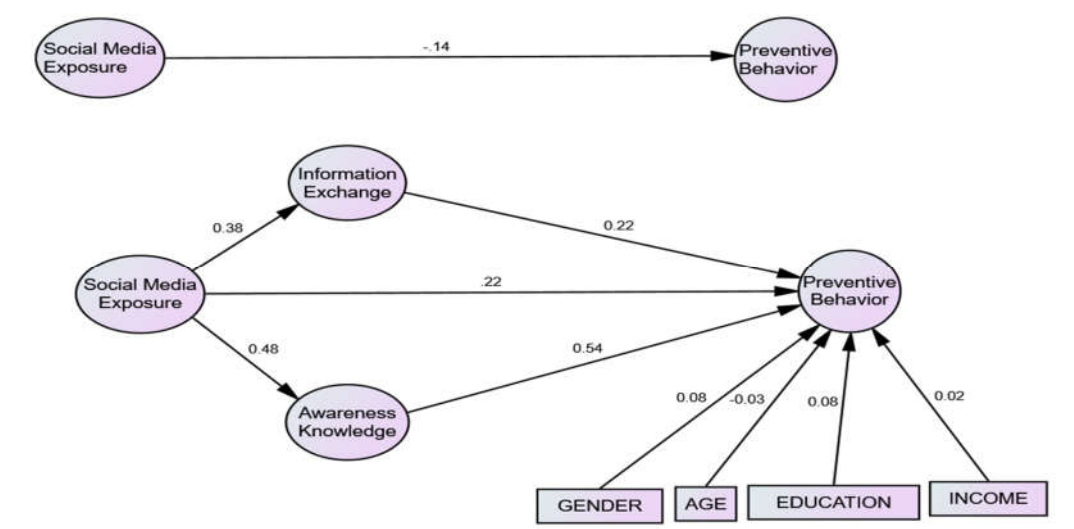 Social Media
Exposure
-.14
Preventive
Behavior
Information
Exchange
0.38
0.22
Social Media
Exposure
.22
Preventive
Behavior
0.48
0.54
Awareness
Knowledge
0.08
-0.03
0.08
0.02
GENDER
AGE
EDUCATION
INCOME